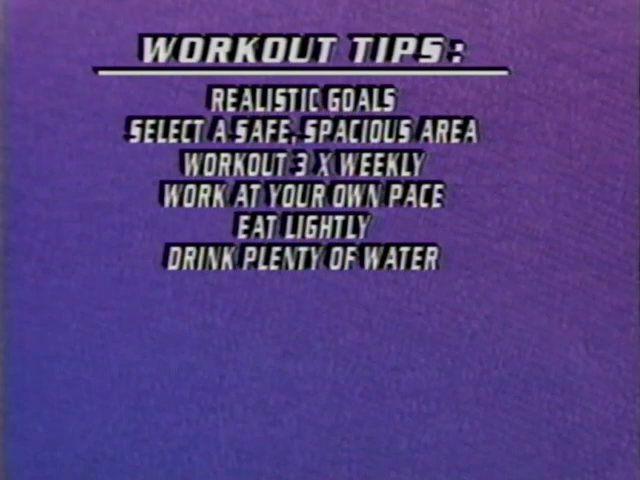 WORKOUT TIPS:
REALISTIC GOALS
SELECT A SAFE, SPACIOUS AREA
WORKOUT 3 X WEEKLY
WORK AT YOUR OWN PACE
EAT LIGHTLY
DRINK PLENTY OF WATER